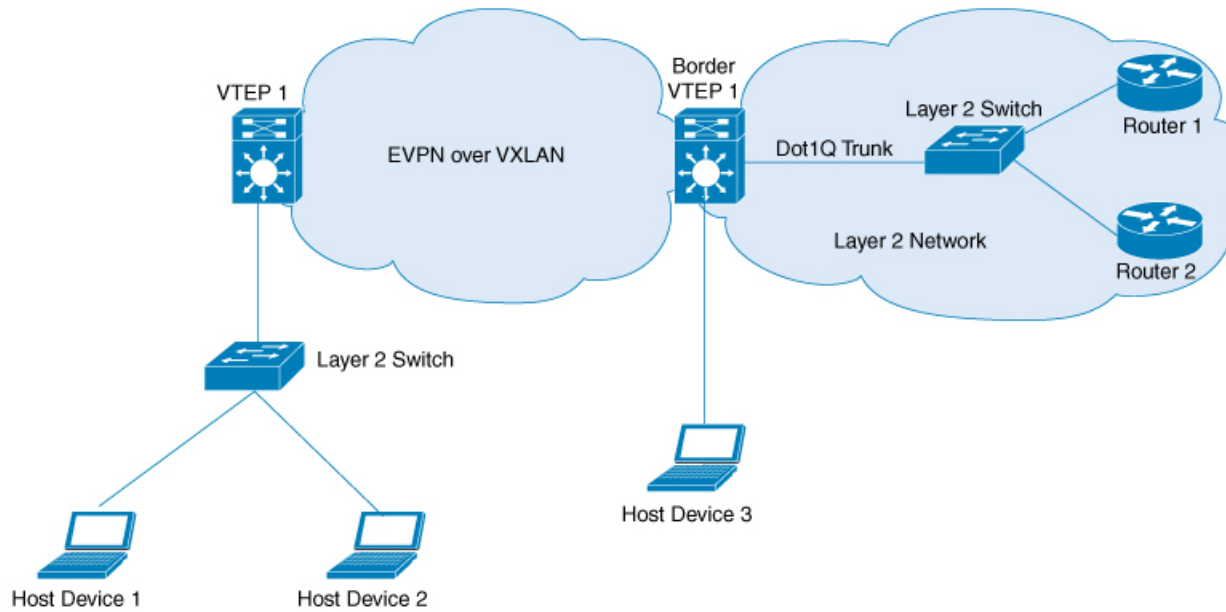 VTEP 1
EVPN over VXLAN
Border
VTEP 1
Dot1Q Trunk
Layer 2 Switch
Router 1
Layer 2 Network
Router 2
Layer 2 Switch
Host Device 1
Host Device 2
Host Device 3